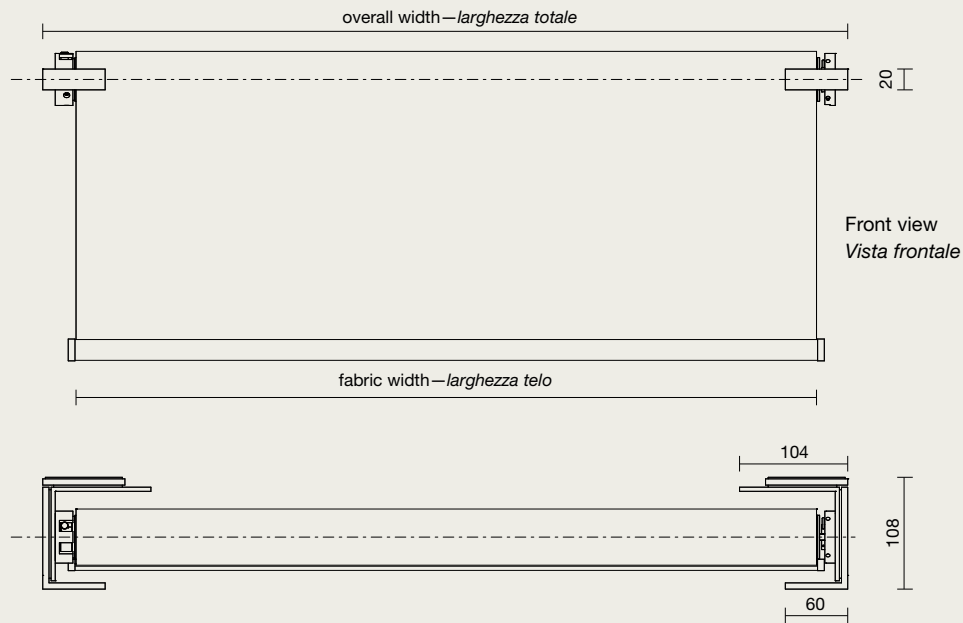 overall width—larghezza totale
20
Front view
Vista frontale
fabric width—larghezza telo
104
108
60